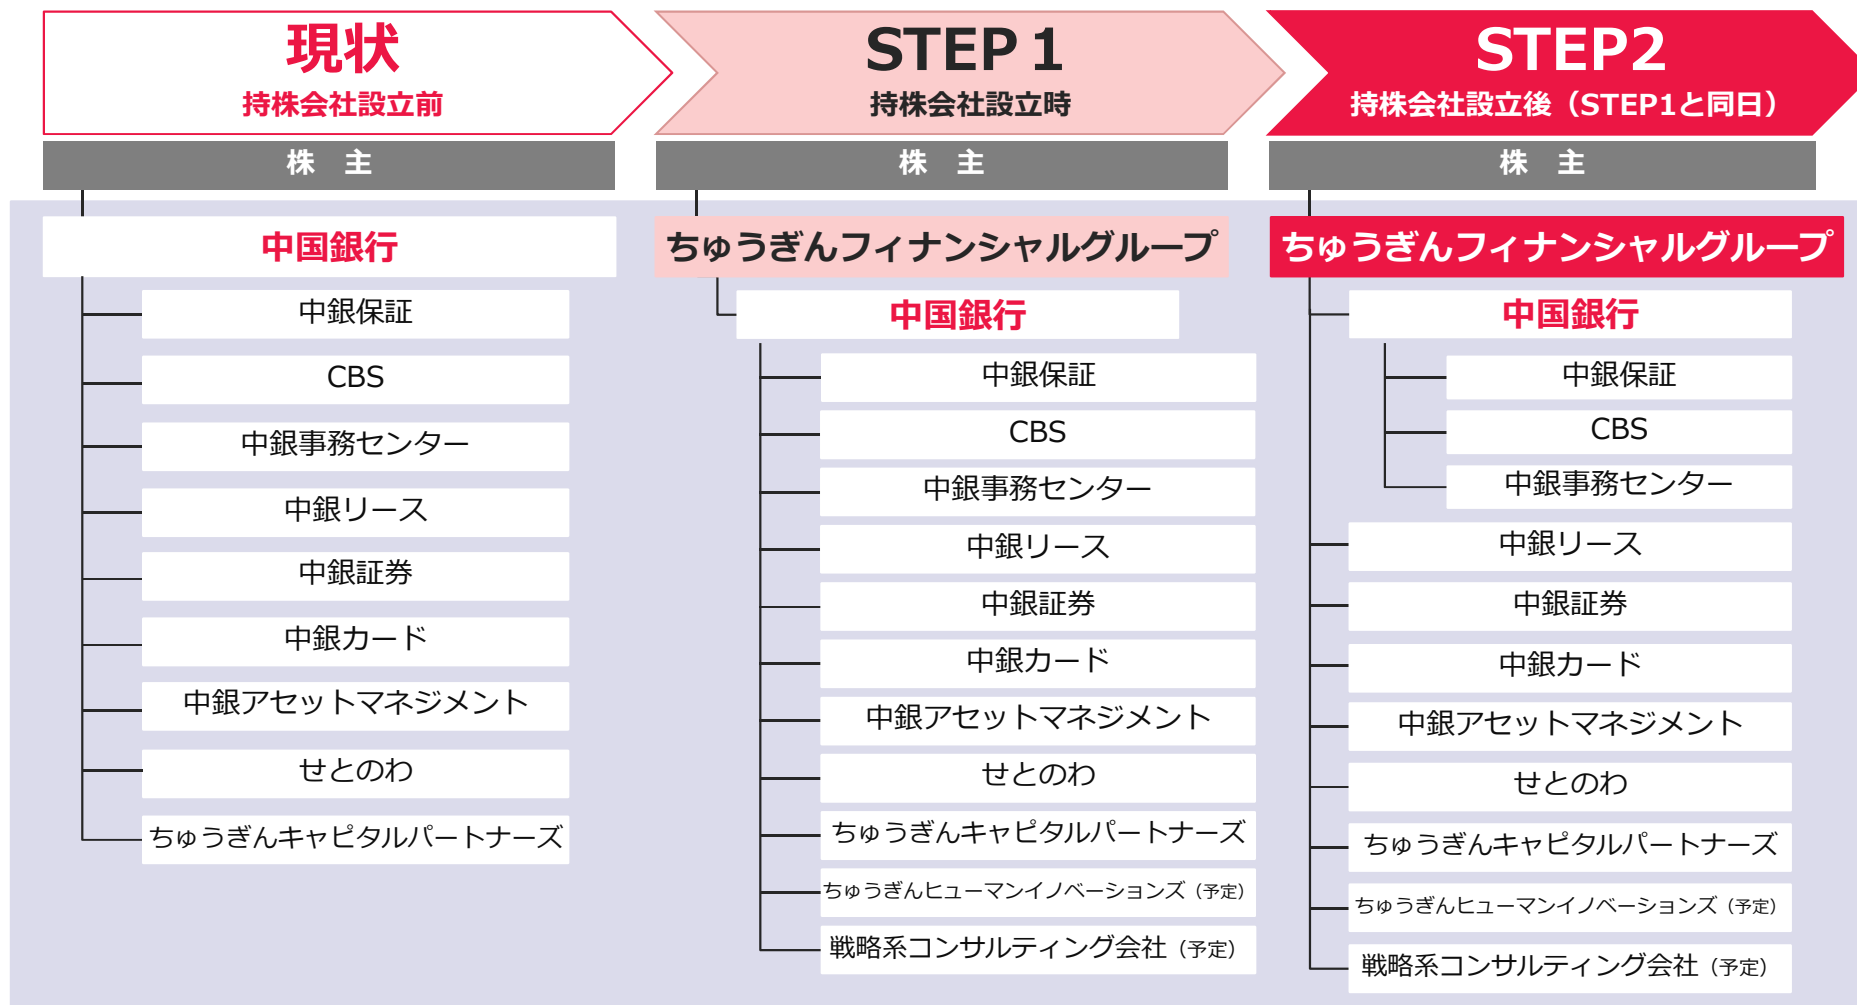 現状
持株会社設立前
株　主
中国銀行
中銀保証
CBS
中銀事務センター
中銀リース
中銀証券
中銀カード
中銀アセットマネジメント
せとのわ
ちゅうぎんキャピタルパートナーズ
STEP１
持株会社設立時
株　主
ちゅうぎんフィナンシャルグループ
中国銀行
中銀保証
CBS
中銀事務センター
中銀リース
中銀証券
中銀カード
中銀アセットマネジメント
せとのわ
ちゅうぎんキャピタルパートナーズ
ちゅうぎんヒューマンイノベーションズ（予定）
戦略系コンサルティング会社（予定）
STEP2
持株会社設立後（STEP1と同日）
株　主
ちゅうぎんフィナンシャルグループ
中国銀行
中銀保証
CBS
中銀事務センター
中銀リース
中銀証券
中銀カード
中銀アセットマネジメント
せとのわ
ちゅうぎんキャピタルパートナーズ
ちゅうぎんヒューマンイノベーションズ（予定）
戦略系コンサルティング会社（予定）